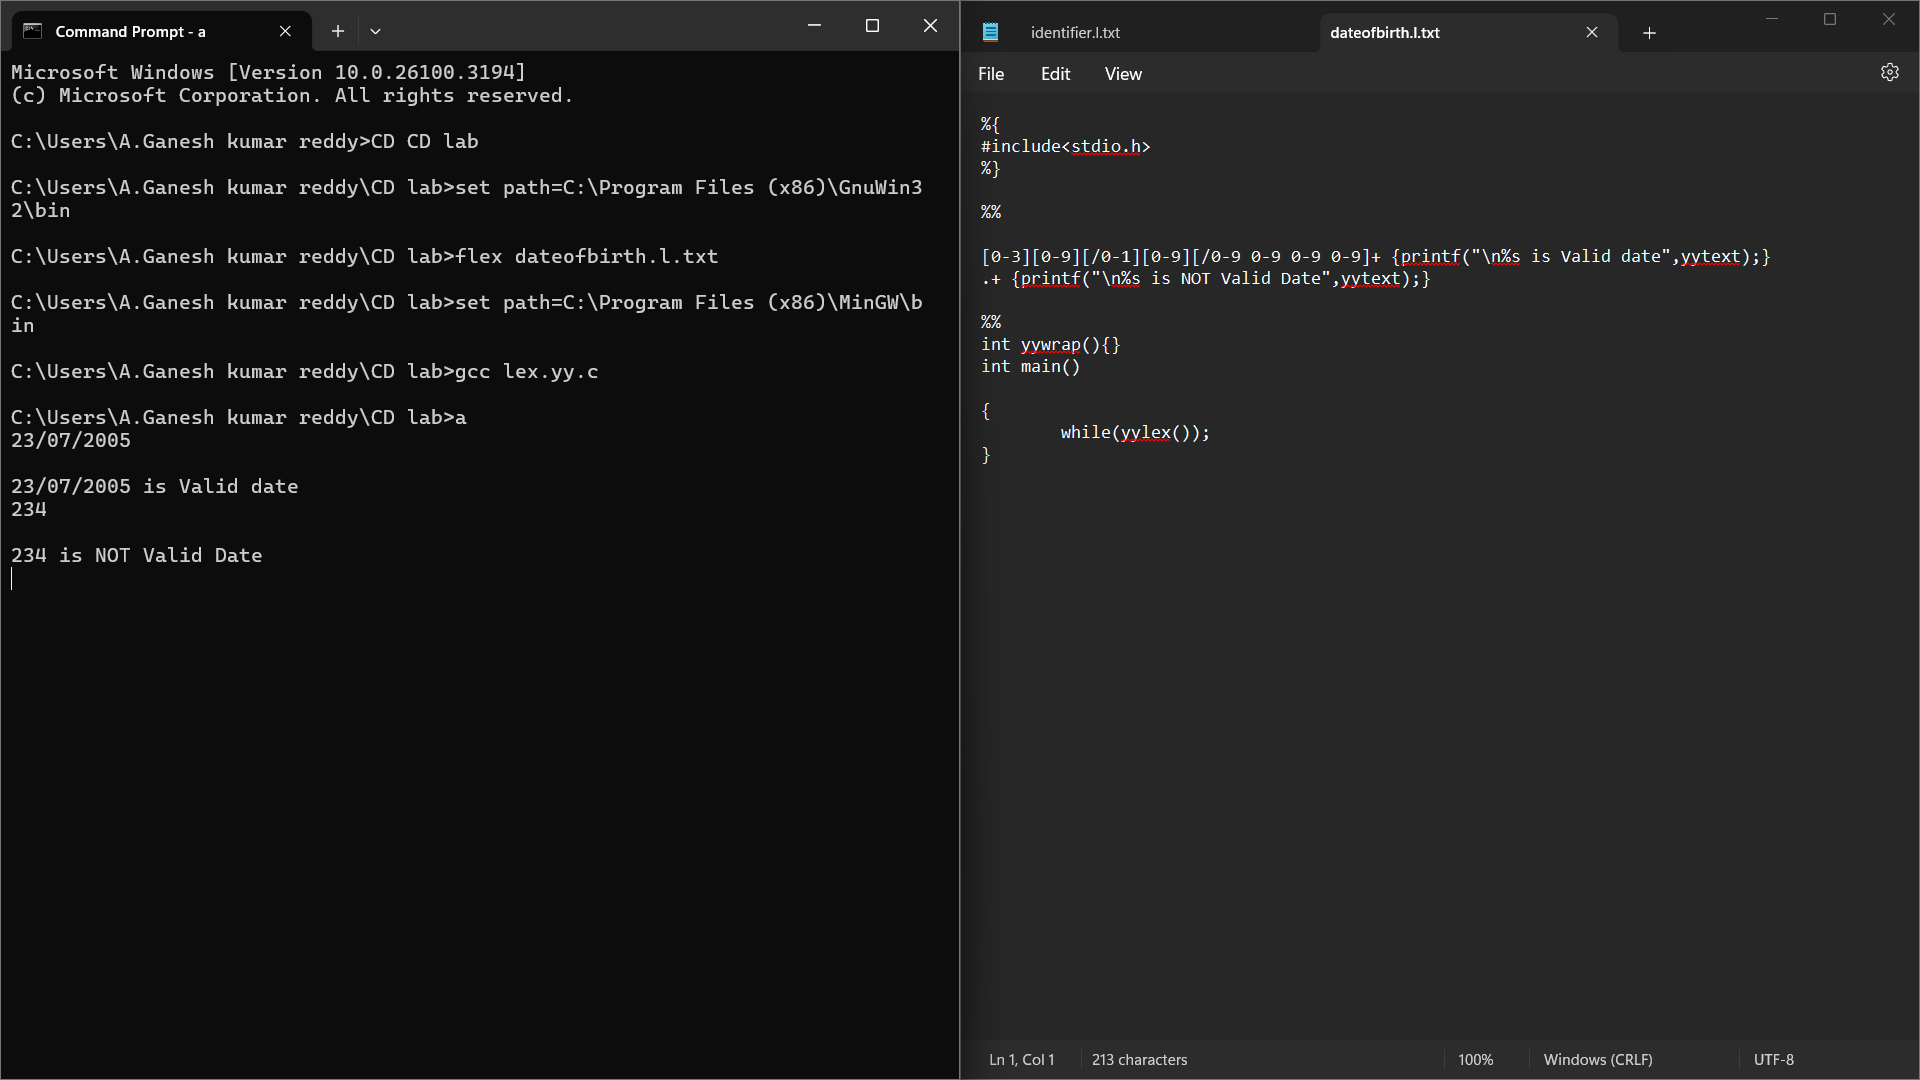 Command Prompt - a
Microsoft Windows [Version 10.0.26100.3194]
(c) Microsoft Corporation. All rights reserved.
C:\Users\A.Ganesh kumar reddy>CD CD lab
C:\Users\A.Ganesh kumar reddy\CD lab>set path=C:\Program Files (x86)\GnuWin3
2\bin
C:\Users\A.Ganesh kumar reddy\CD lab>flex dateofbirth.l.txt
C:\Users\A.Ganesh kumar reddy\CD lab>set path=C:\Program Files (x86)\MinGW\b
in
C:\Users\A.Ganesh kumar reddy\CD lab>gcc lex.yy.c
C:\Users\A.Ganesh kumar reddy\CD lab>a
23/07/2005
23/07/2005 is Valid date
234
234 is NOT Valid Date
identifier.l.txt
dateofbirth.l.txt
File Edit View
%{
#include<stdio.h>
%}
%%
[0-3][0-9][/0-1][0-9][/0-9 0-9 0-9 0-9]+ {printf("\n%s is Valid date",yytext);}
.+ {printf("\n%s is NOT Valid Date",yytext);}
%%
int yywrap(){}
int main()
{
        while(yylex());
}
Ln 1, Col 1 213 characters 100% Windows (CRLF) UTF-8